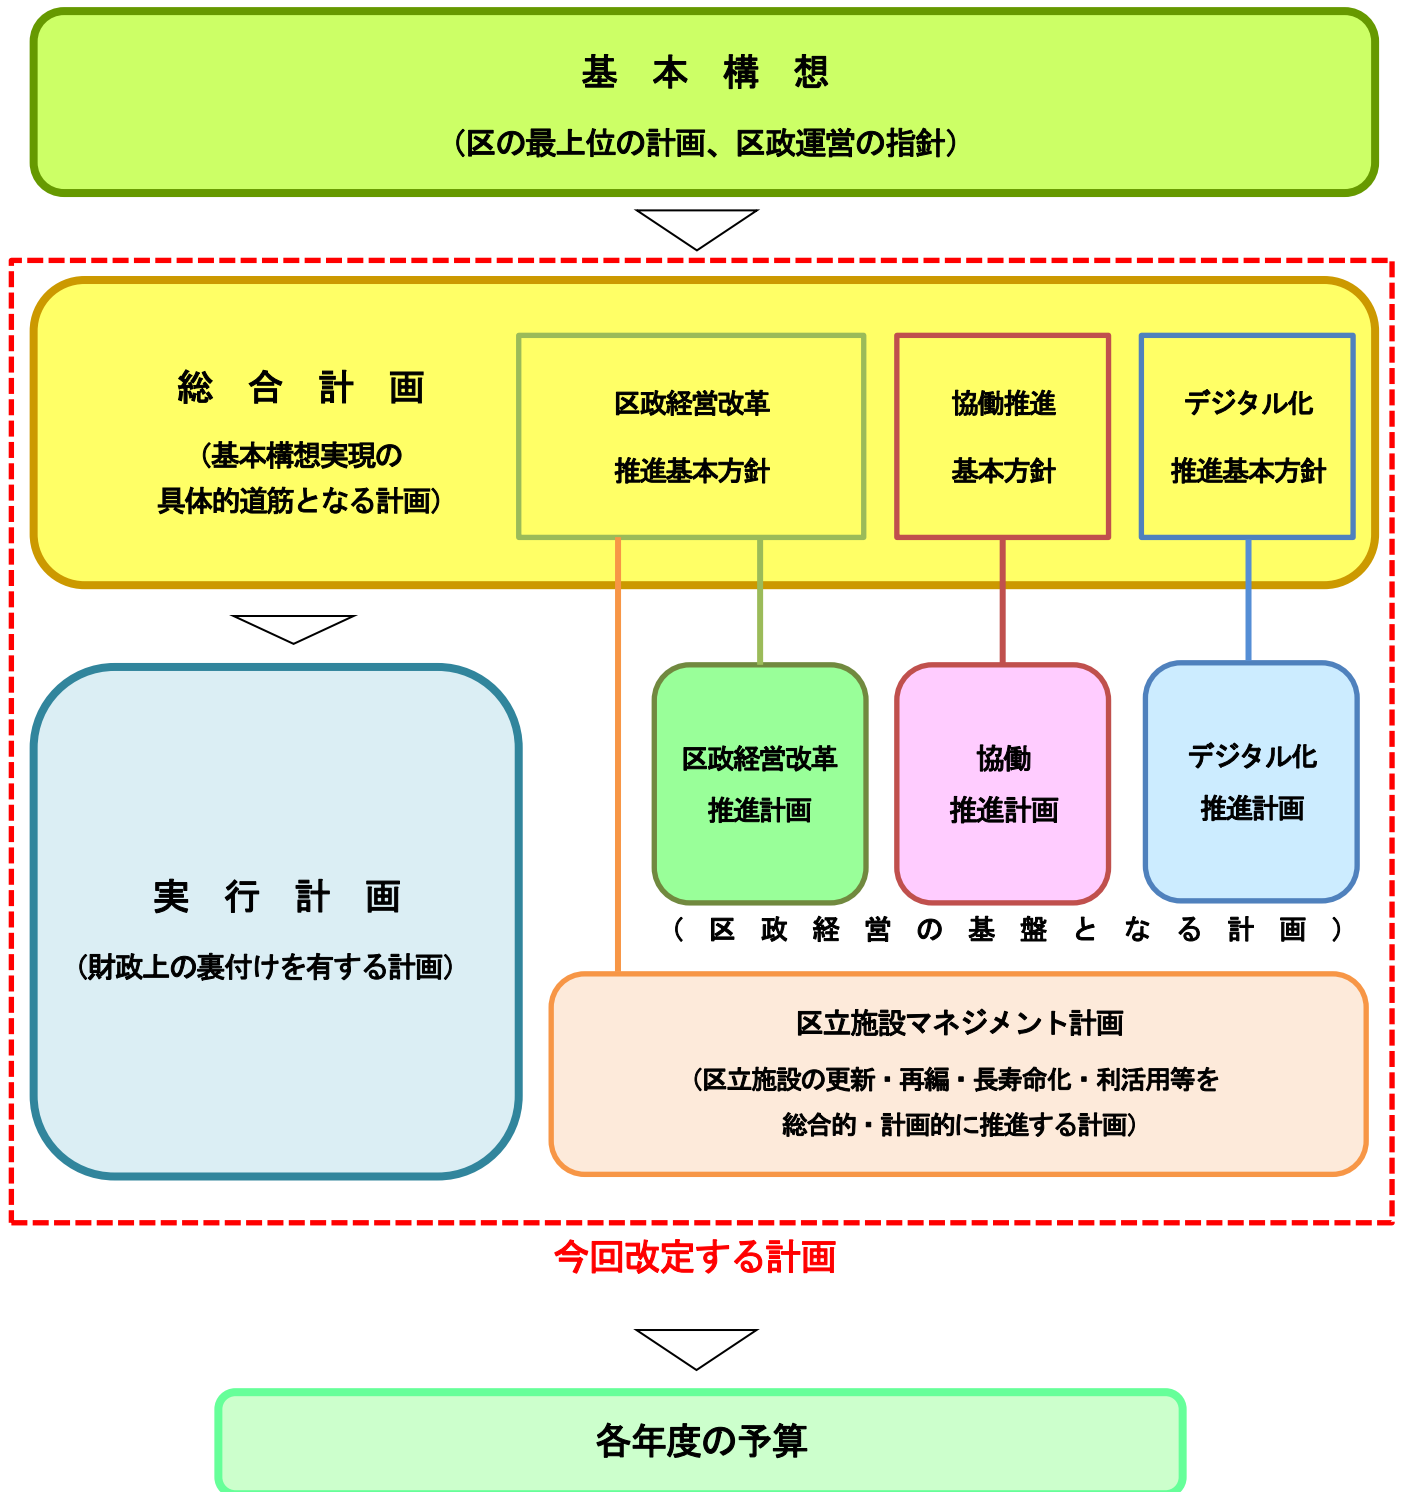 基　本　構　想
（区の最上位の計画、区政運営の指針）
総　合　計　画
（基本構想実現の
具体的道筋となる計画）
区政経営改革
推進基本方針
協働推進
基本方針
デジタル化
推進基本方針
実　行　計　画
（財政上の裏付けを有する計画）
区政経営改革
推進計画
協働
推進計画
デジタル化
推進計画
（　区　政　経　営　の　基　盤　と　な　る　計　画　）
区立施設マネジメント計画
（区立施設の更新・再編・長寿命化・利活用等を
総合的・計画的に推進する計画）
今回改定する計画
各年度の予算